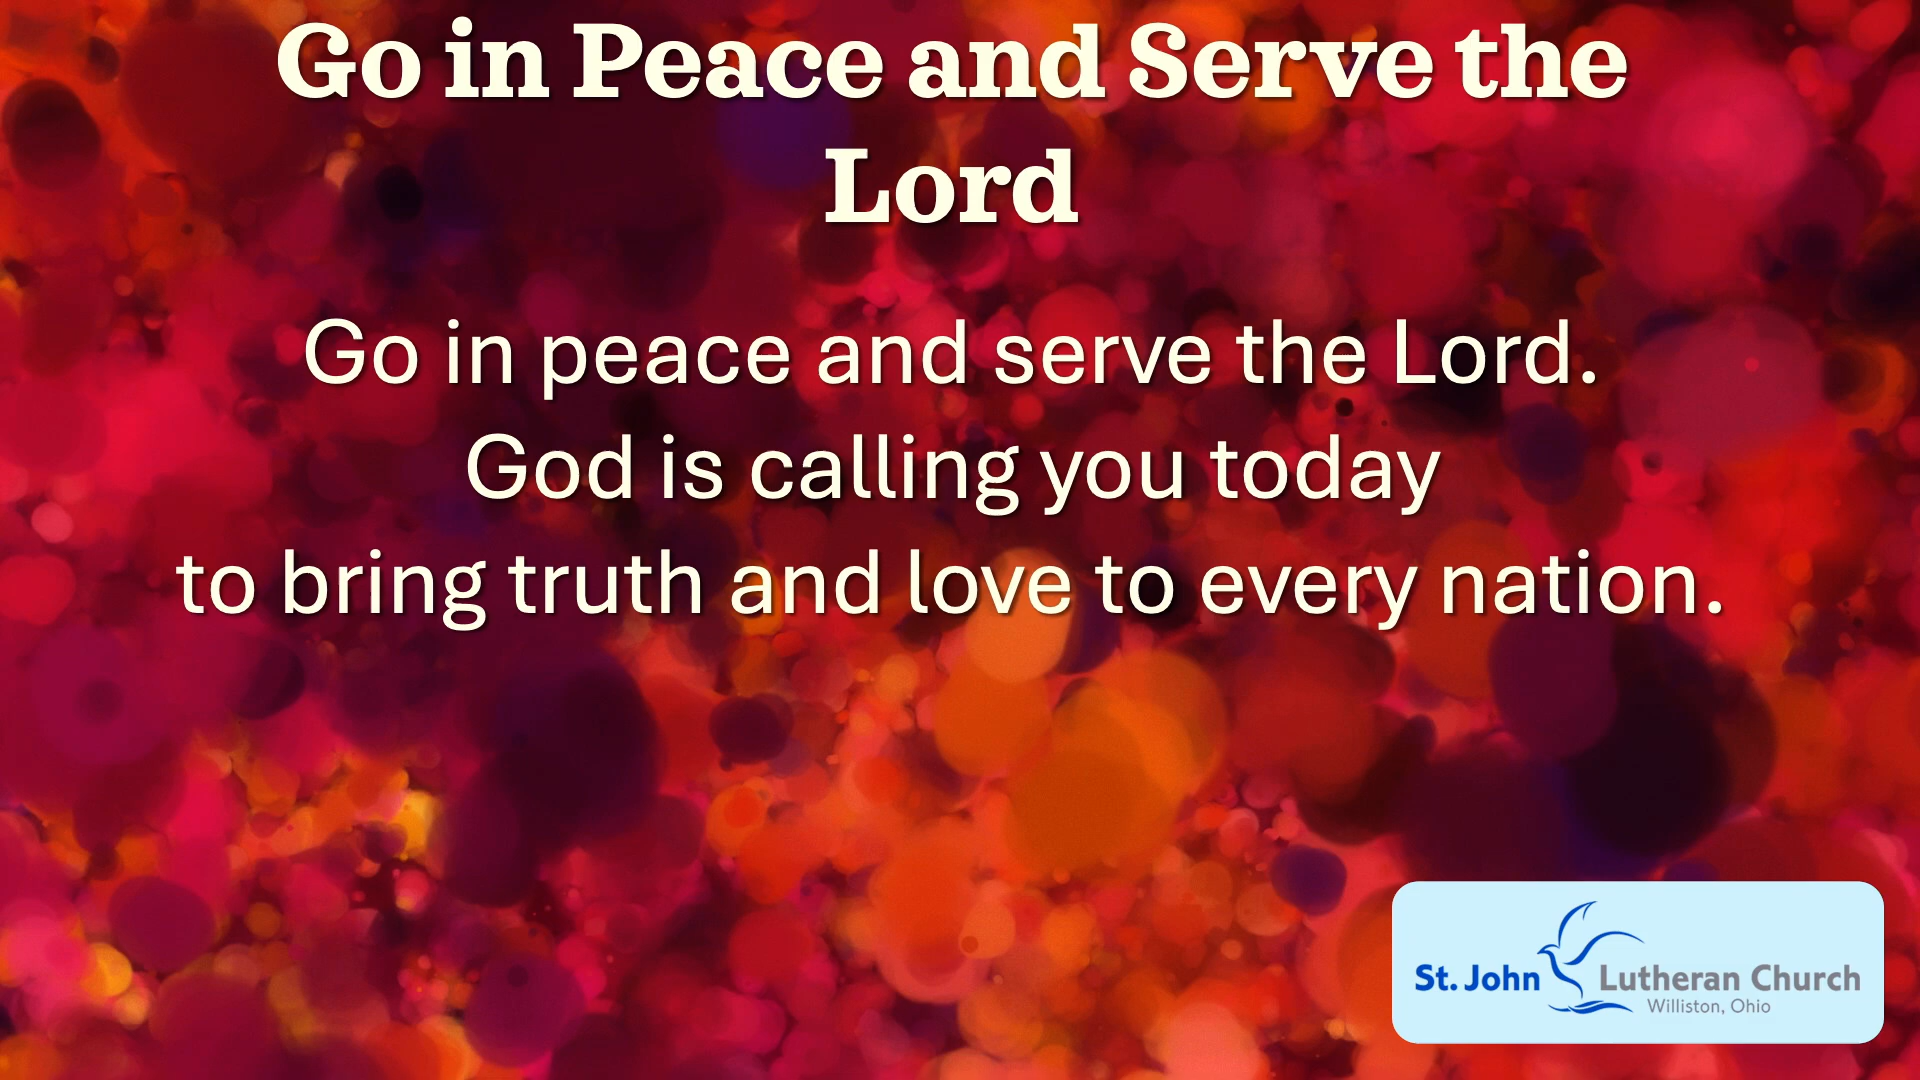 Go in Peace and Serve the
Lord
Go in peace and serve the Lord.
God is calling you today
to bring truth and love to every nation.
St. John Lutheran Church
Williston, Ohio